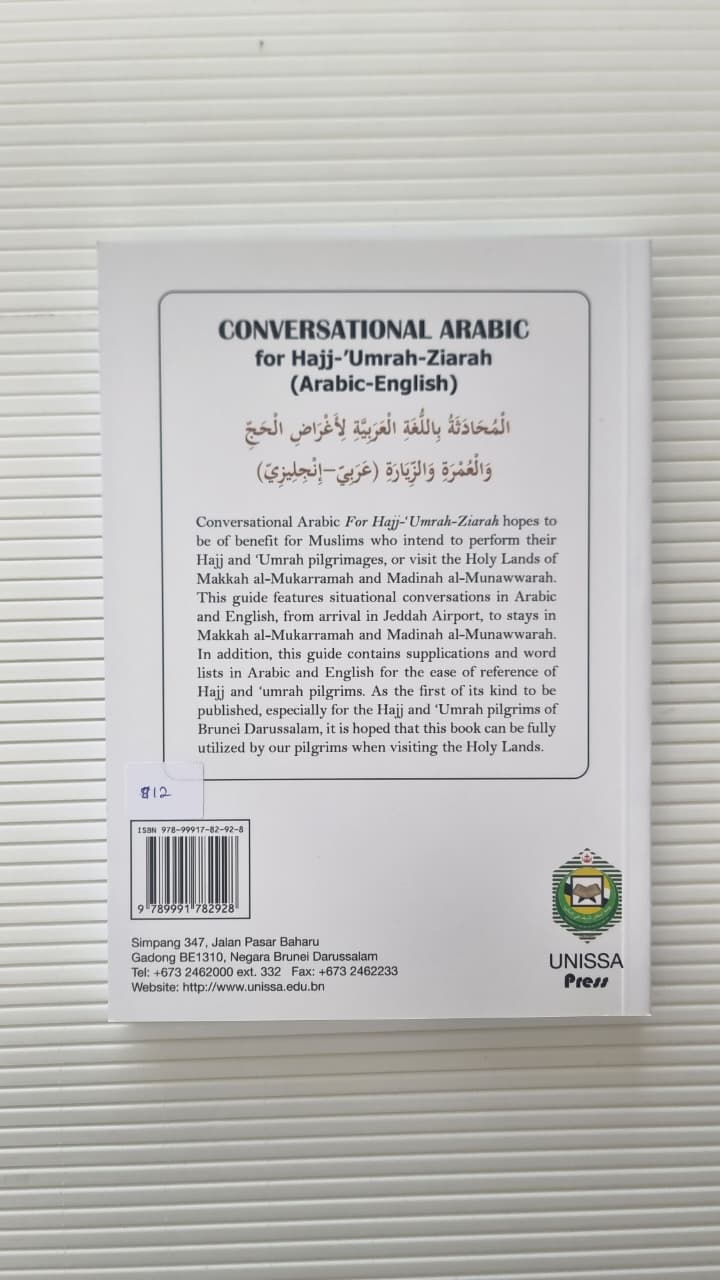 CONVERSATIONAL ARABIC
for Hajj-'Umrah-Ziarah
(Arabic-English)
الْمُحَادَثَةُ بِاللُّغَةِ الْعَرَبِيَّةِ لِأَغْرَاضِ الْحَجِّ
وَالْعُمْرَةِ وَالزِّيَارَةِ (عَرَبِيّ–إِنْجِلِيزِيّ)
Conversational Arabic For Hajj-'Umrah-Ziarah hopes to
be of benefit for Muslims who intend to perform their
Hajj and 'Umrah pilgrimages, or visit the Holy Lands of
Makkah al-Mukarramah and Madinah al-Munawwarah.
This guide features situational conversations in Arabic
and English, from arrival in Jeddah Airport, to stays in
Makkah al-Mukarramah and Madinah al-Munawwarah.
In addition, this guide contains supplications and word
lists in Arabic and English for the ease of reference of
Hajj and 'umrah pilgrims. As the first of its kind to be
published, especially for the Hajj and 'Umrah pilgrims of
Brunei Darussalam, it is hoped that this book can be fully
utilized by our pilgrims when visiting the Holy Lands.
812
ISBN 978-99917-82-92-8
9 789991 782928
Simpang 347, Jalan Pasar Baharu
Gadong BE1310, Negara Brunei Darussalam
Tel: +673 2462000 ext. 332 Fax: +673 2462233
Website: http://www.unissa.edu.bn
UNISSA
Press